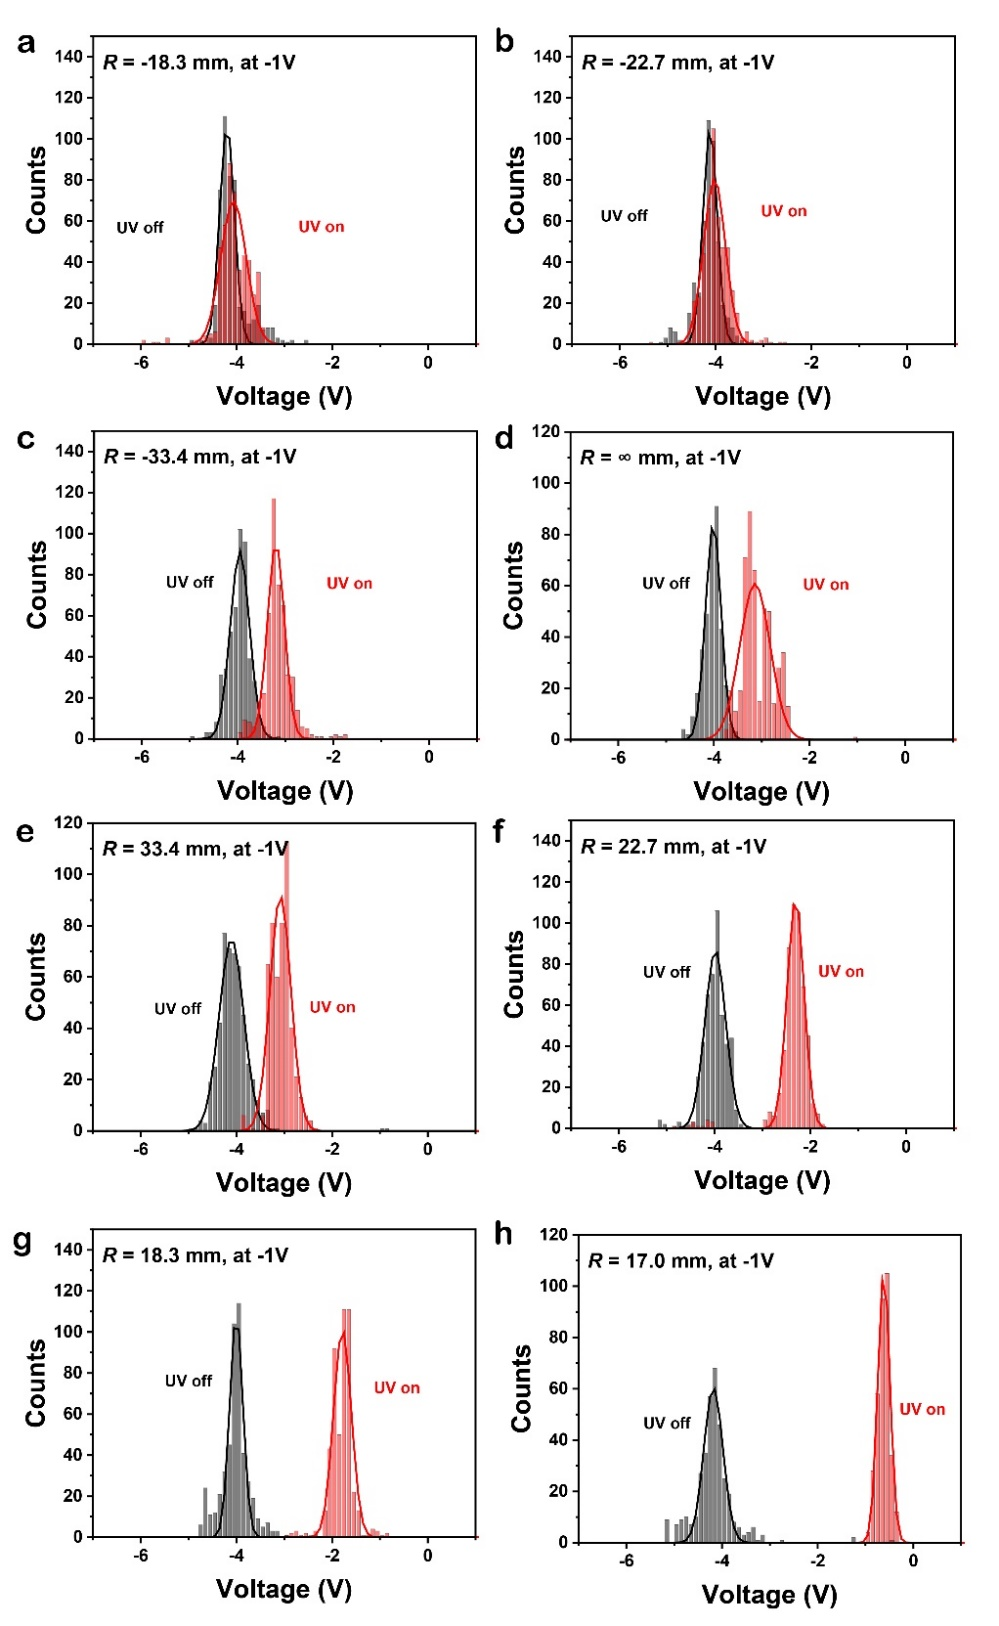 a
R = -18.3 mm, at -1V
140
120
100
80
60
40
20
0
Counts
UV off
UV on
-6 -4 -2 0
Voltage (V)
b
R = -22.7 mm, at -1V
140
120
100
80
60
40
20
0
Counts
UV off
UV on
-6 -4 -2 0
Voltage (V)
c
R = -33.4 mm, at -1V
140
120
100
80
60
40
20
0
Counts
UV off
UV on
-6 -4 -2 0
Voltage (V)
d
R = ∞ mm, at -1V
120
100
80
60
40
20
0
Counts
UV off
UV on
-6 -4 -2 0
Voltage (V)
e
R = 33.4 mm, at -1V
120
100
80
60
40
20
0
Counts
UV off
UV on
-6 -4 -2 0
Voltage (V)
f
R = 22.7 mm, at -1V
140
120
100
80
60
40
20
0
Counts
UV off
UV on
-6 -4 -2 0
Voltage (V)
g
R = 18.3 mm, at -1V
140
120
100
80
60
40
20
0
Counts
UV off
UV on
-6 -4 -2 0
Voltage (V)
h
R = 17.0 mm, at -1V
120
100
80
60
40
20
0
Counts
UV off
UV on
-6 -4 -2 0
Voltage (V)